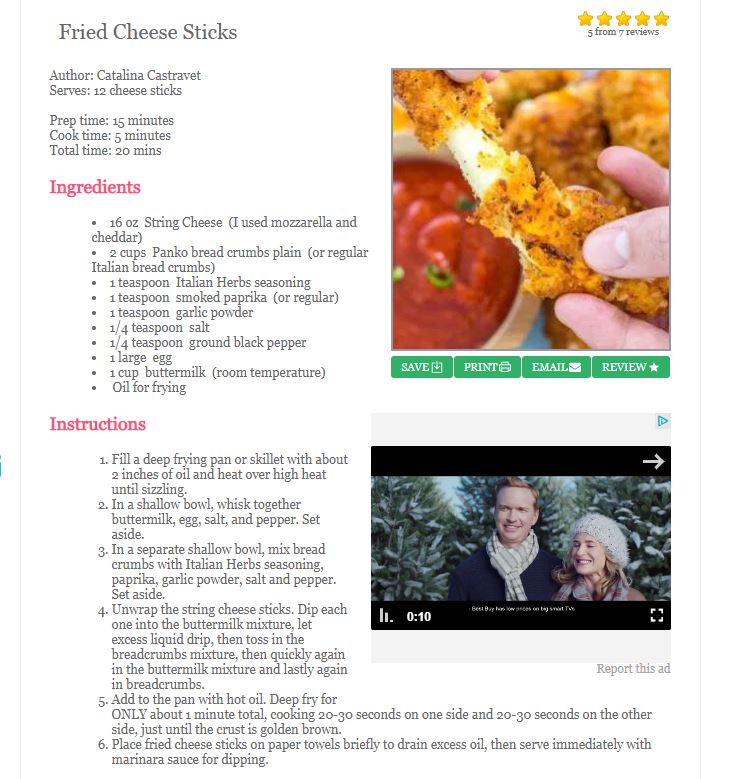 Fried Cheese Sticks
5 from 7 reviews
Author: Catalina Castravet
Serves: 12 cheese sticks
Prep time: 15 minutes
Cook time: 5 minutes
Total time: 20 mins
Ingredients
• 16 oz String Cheese (I used mozzarella and
cheddar)
• 2 cups Panko bread crumbs plain (or regular
Italian bread crumbs)
• 1 teaspoon Italian Herbs seasoning
• 1 teaspoon smoked paprika (or regular)
• 1 teaspoon garlic powder
• 1/4 teaspoon salt
• 1/4 teaspoon ground black pepper
• 1 large egg
• 1 cup buttermilk (room temperature)
• Oil for frying
SAVE PRINT EMAIL REVIEW
Instructions
1. Fill a deep frying pan or skillet with about
2 inches of oil and heat over high heat
until sizzling.
2. In a shallow bowl, whisk together
buttermilk, egg, salt, and pepper. Set
aside.
3. In a separate shallow bowl, mix bread
crumbs with Italian Herbs seasoning,
paprika, garlic powder, salt and pepper.
Set aside.
4. Unwrap the string cheese sticks. Dip each
one into the buttermilk mixture, let
excess liquid drip, then toss in the
breadcrumbs mixture, then quickly again
in the buttermilk mixture and lastly again
in breadcrumbs.
5. Add to the pan with hot oil. Deep fry for
ONLY about 1 minute total, cooking 20-30 seconds on one side and 20-30 seconds on the other
side, just until the crust is golden brown.
6. Place fried cheese sticks on paper towels briefly to drain excess oil, then serve immediately with
marinara sauce for dipping.
0:10
- Best Buy has low prices on big smart TVs
Report this ad